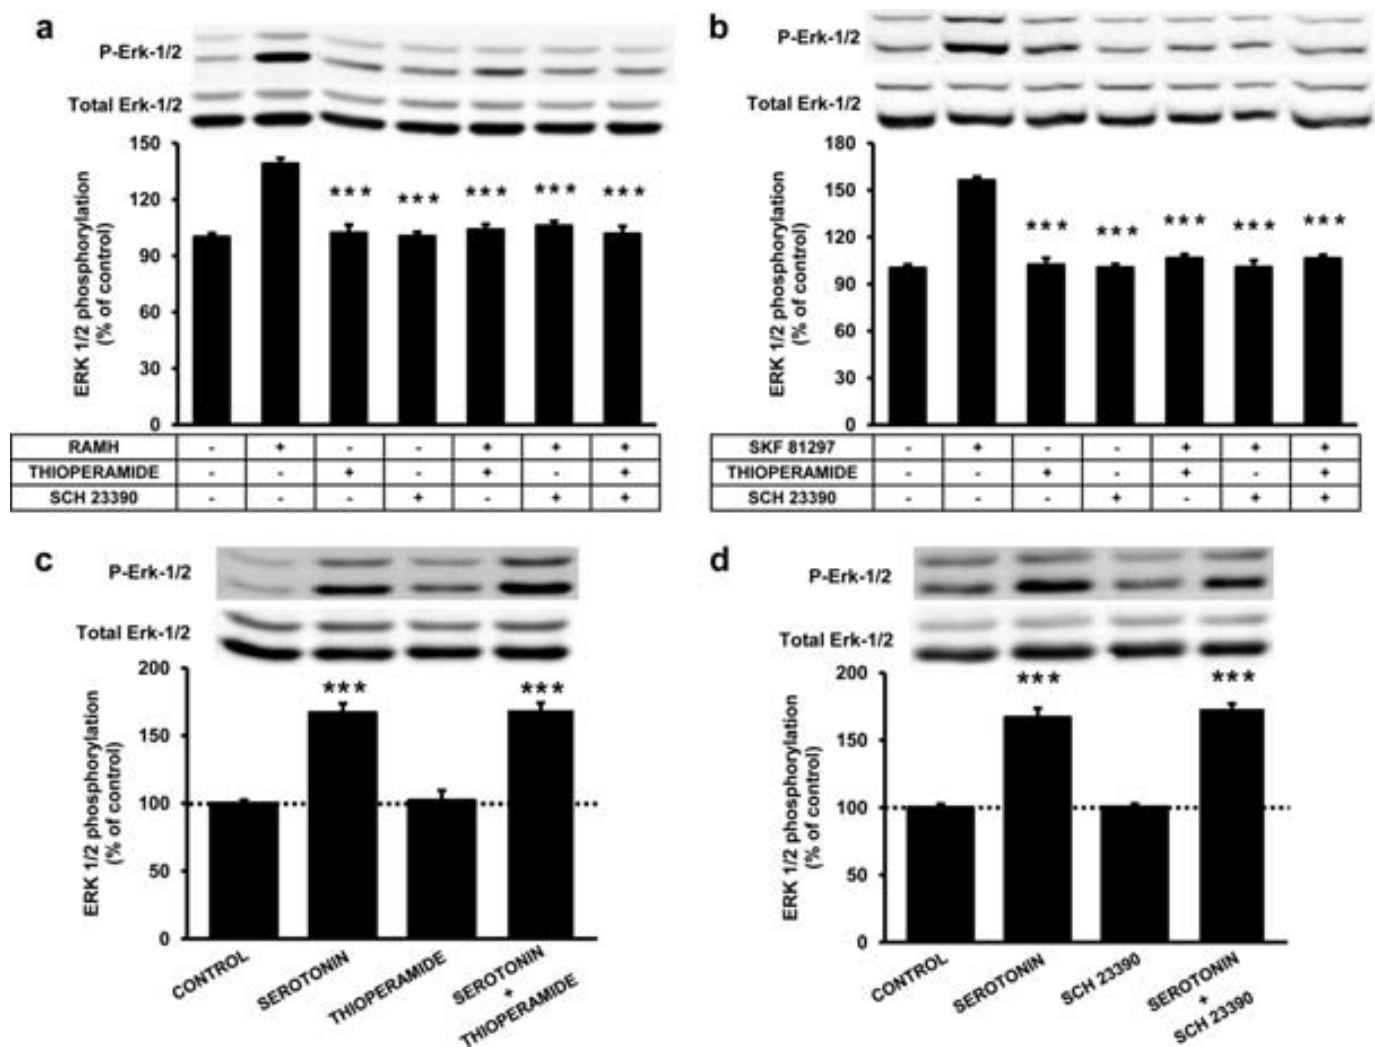 a
P-Erk-1/2
Total Erk-1/2
150
120
90
60
30
0
ERK 1/2 phosphorylation
(% of control)
*** *** *** *** ***
RAMH - + - - + + +
THIOPERAMIDE - - + - + - +
SCH 23390 - - - + - + +
b
P-Erk-1/2
Total Erk-1/2
180
150
120
90
60
30
0
ERK 1/2 phosphorylation
(% of control)
*** *** *** *** ***
SKF 81297 - + - - + + +
THIOPERAMIDE - - + - + - +
SCH 23390 - - - + - + +
c
P-Erk-1/2
Total Erk-1/2
200
150
100
50
0
ERK 1/2 phosphorylation
(% of control)
*** ***
CONTROL
SEROTONIN
THIOPERAMIDE
SEROTONIN
+
THIOPERAMIDE
d
P-Erk-1/2
Total Erk-1/2
200
150
100
50
0
ERK 1/2 phosphorylation
(% of control)
*** ***
CONTROL
SEROTONIN
SCH 23390
SEROTONIN
+
SCH 23390